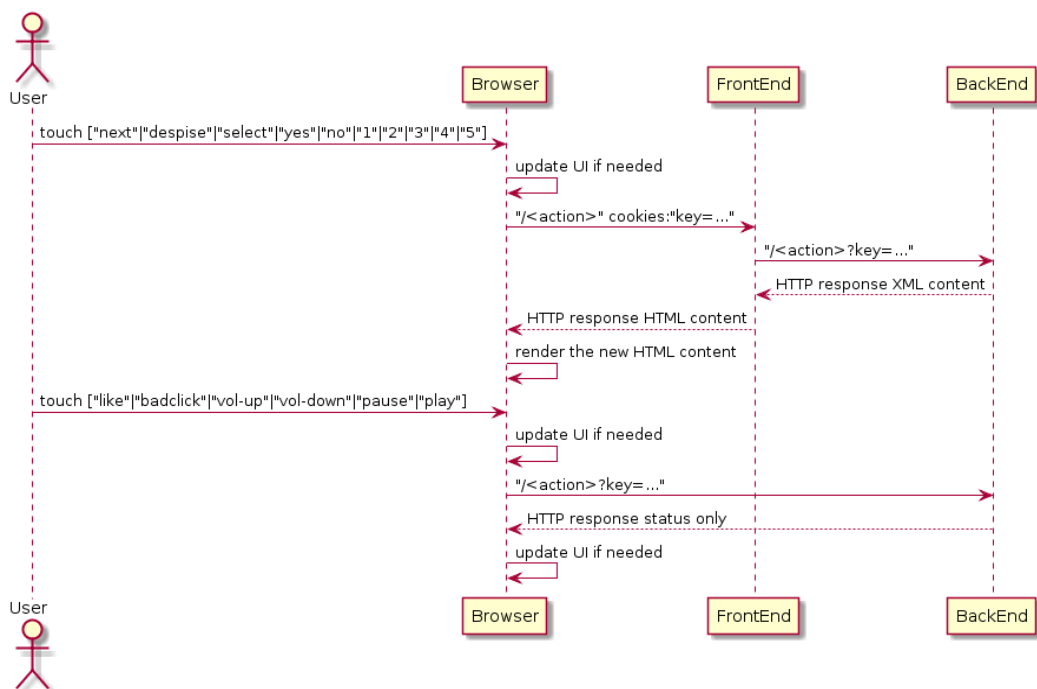 User
Browser
FrontEnd
BackEnd
touch ["next"|"despise"|"select"|"yes"|"no"|"1"|"2"|"3"|"4"|"5"]
update UI if needed
"/<action>" cookies:"key=..."
"/<action>?key=..."
HTTP response XML content
HTTP response HTML content
render the new HTML content
touch ["like"|"badclick"|"vol-up"|"vol-down"|"pause"|"play"]
update UI if needed
"/<action>?key=..."
HTTP response status only
update UI if needed
User
Browser
FrontEnd
BackEnd